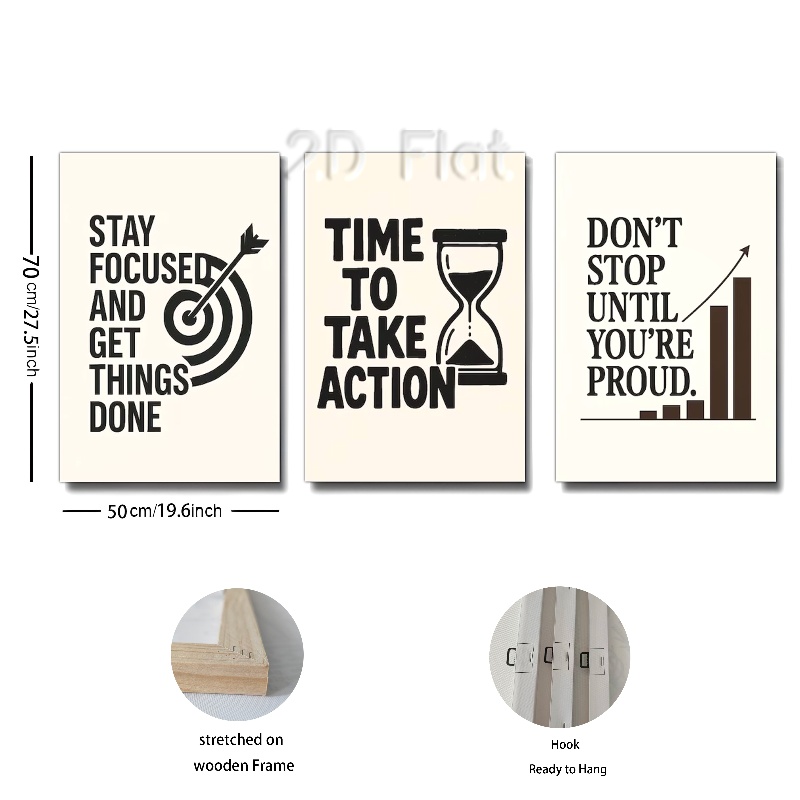 2D Flat.
STAY
FOCUSED
AND
GET
THINGS
DONE
TIME
TO
TAKE
ACTION
DON'T
STOP
UNTIL
YOU'RE
PROUD.
70 cm/27.5inch
50cm/19.6inch
stretched on
wooden Frame
Hook
Ready to Hang